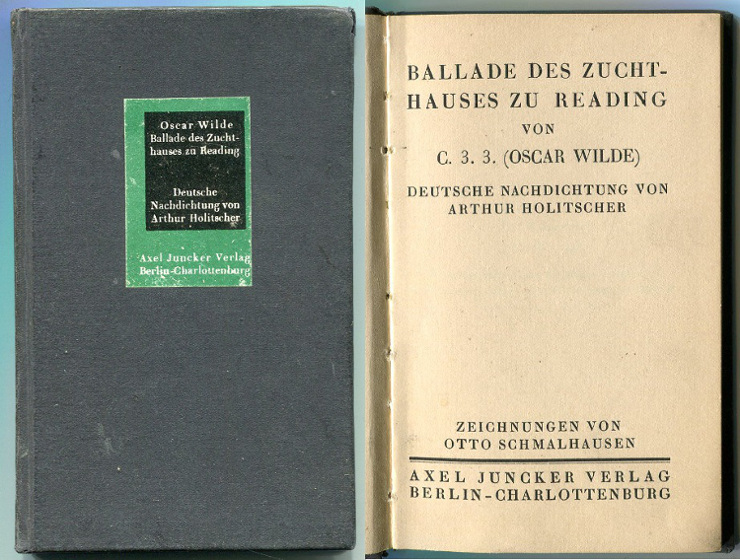 Oscar Wilde
Ballade des Zucht-
hauses zu Reading
Deutsche
Nachdichtung von
Arthur Holitscher
Axel Juncker Verlag
Berlin-Charlottenburg
BALLADE DES ZUCHT-
HAUSES ZU READING
VON
C. 3. 3. (OSCAR WILDE)
DEUTSCHE NACHDICHTUNG VON
ARTHUR HOLITSCHER
ZEICHNUNGEN VON
OTTO SCHMALHAUSEN
AXEL JUNCKER VERLAG
BERLIN-CHARLOTTENBURG